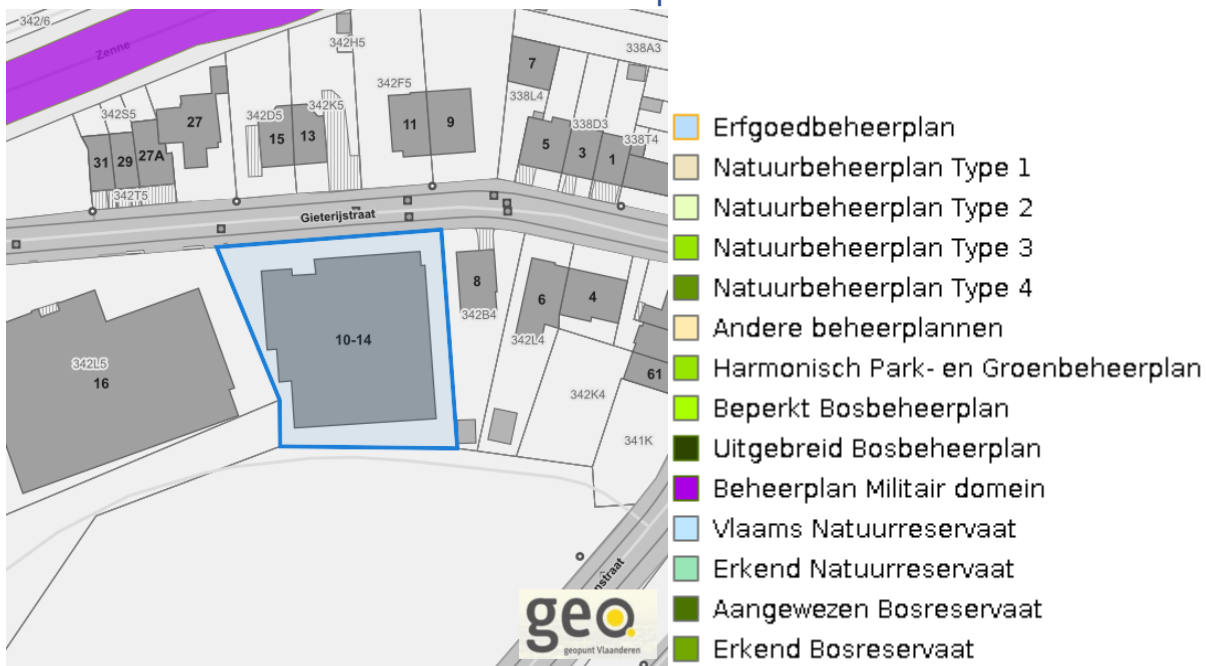 342/6
Zenne
342H5
338A3
7
342F5
338L4
342S5
27
342D5
342K5
338D3
338T4
15
13
11
9
31
29
27A
5
3
1
342T5
Gieterijstraat
8
6
4
342B4
342L4
10-14
342L5
16
61
342K4
341K
nstraat
geo.
geopunt Vlaanderen
Erfgoedbeheerplan
Natuurbeheerplan Type 1
Natuurbeheerplan Type 2
Natuurbeheerplan Type 3
Natuurbeheerplan Type 4
Andere beheerplannen
Harmonisch Park- en Groenbeheerplan
Beperkt Bosbeheerplan
Uitgebreid Bosbeheerplan
Beheerplan Militair domein
Vlaams Natuurreservaat
Erkend Natuurreservaat
Aangewezen Bosreservaat
Erkend Bosreservaat